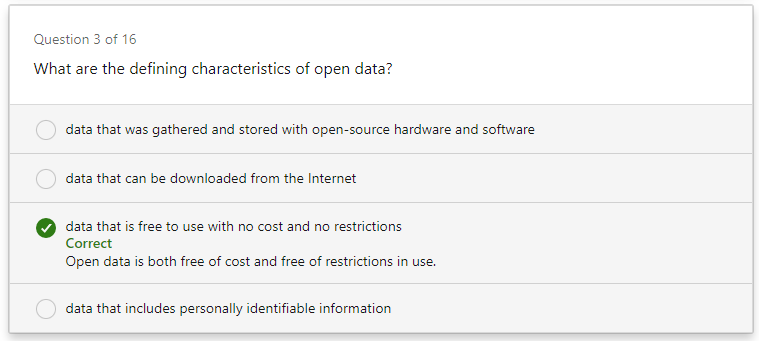 Question 3 of 16
What are the defining characteristics of open data?
data that was gathered and stored with open-source hardware and software
data that can be downloaded from the Internet
data that is free to use with no cost and no restrictions
Correct
Open data is both free of cost and free of restrictions in use.
data that includes personally identifiable information